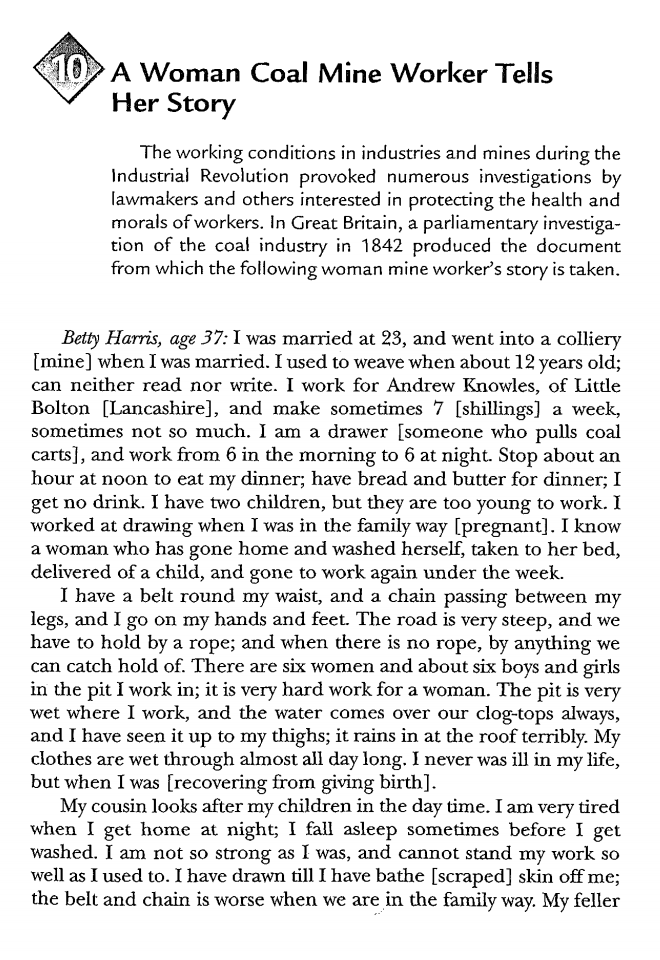 10
A Woman Coal Mine Worker Tells
Her Story
The working conditions in industries and mines during the
Industrial Revolution provoked numerous investigations by
lawmakers and others interested in protecting the health and
morals of workers. In Great Britain, a parliamentary investiga-
tion of the coal industry in 1842 produced the document
from which the following woman mine worker's story is taken.
Betty Harris, age 37: I was married at 23, and went into a colliery
[mine] when I was married. I used to weave when about 12 years old;
can neither read nor write. I work for Andrew Knowles, of Little
Bolton [Lancashire], and make sometimes 7 [shillings] a week,
sometimes not so much. I am a drawer [someone who pulls coal
carts], and work from 6 in the morning to 6 at night. Stop about an
hour at noon to eat my dinner; have bread and butter for dinner; I
get no drink. I have two children, but they are too young to work. I
worked at drawing when I was in the family way [pregnant]. I know
a woman who has gone home and washed herself, taken to her bed,
delivered of a child, and gone to work again under the week.
I have a belt round my waist, and a chain passing between my
legs, and I go on my hands and feet. The road is very steep, and we
have to hold by a rope; and when there is no rope, by anything we
can catch hold of. There are six women and about six boys and girls
in the pit I work in; it is very hard work for a woman. The pit is very
wet where I work, and the water comes over our clog-tops always,
and I have seen it up to my thighs; it rains in at the roof terribly. My
clothes are wet through almost all day long. I never was ill in my life,
but when I was [recovering from giving birth].
My cousin looks after my children in the day time. I am very tired
when I get home at night; I fall asleep sometimes before I get
washed. I am not so strong as I was, and cannot stand my work so
well as I used to. I have drawn till I have bathe [scraped] skin off me;
the belt and chain is worse when we are in the family way. My feller